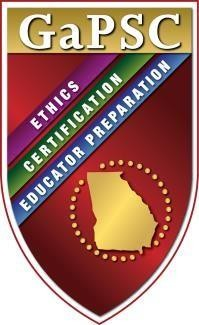 GaPSC
ETHICS
CERTIFICATION
EDUCATOR PREPARATION